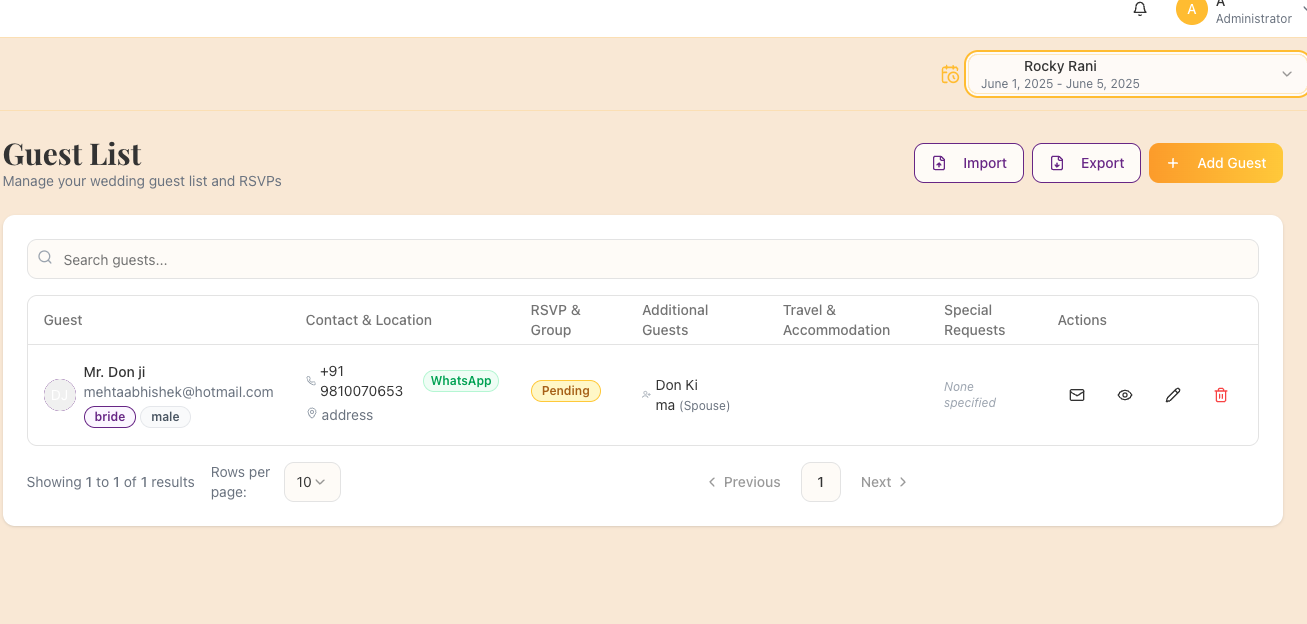 A
A
Administrator
Rocky Rani
June 1, 2025 - June 5, 2025
Guest List
Manage your wedding guest list and RSVPs
Import
Export
+ Add Guest
Search guests...
Guest
Contact & Location
RSVP &
Group
Additional
Guests
Travel &
Accommodation
Special
Requests
Actions
DJ
Mr. Don ji
mehtaabhishek@hotmail.com
bride
male
+91
9810070653
WhatsApp
address
Pending
Don Ki
ma (Spouse)
None
specified
Showing 1 to 1 of 1 results
Rows per
page:
10
Previous
1
Next